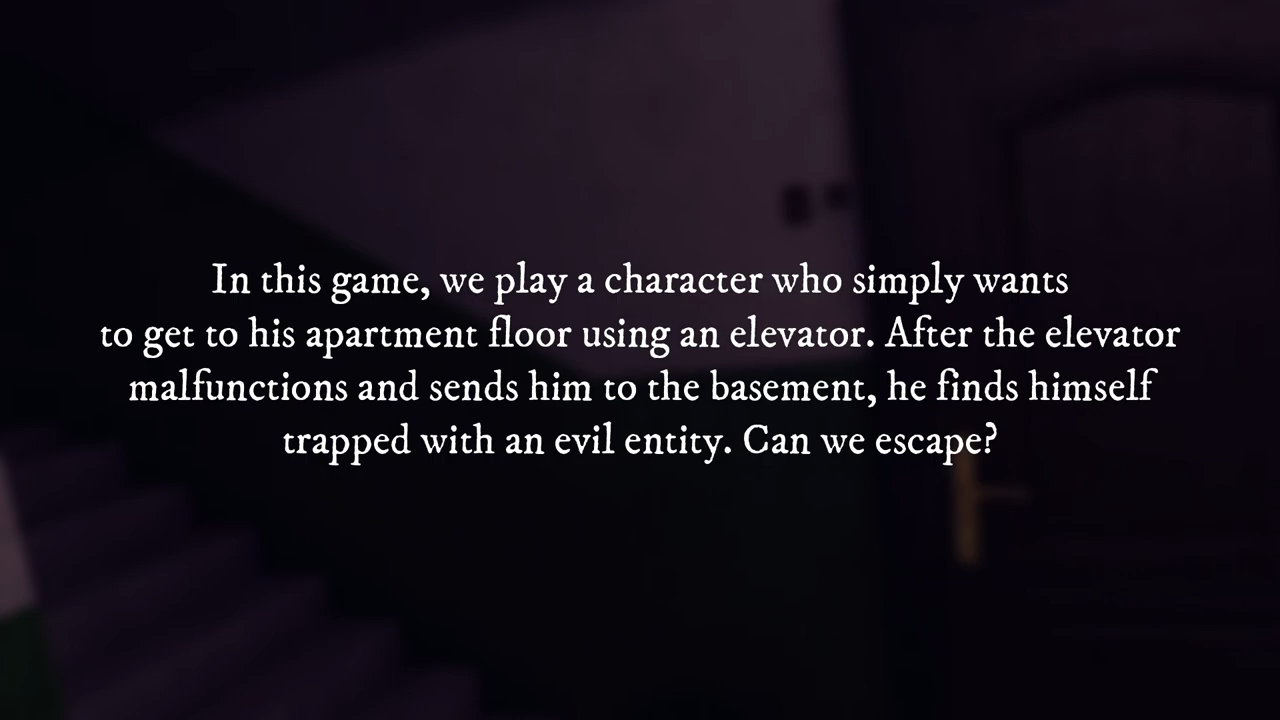 In this game, we play a character who simply wants
to get to his apartment floor using an elevator. After the elevator
malfunctions and sends him to the basement, he finds himself
trapped with an evil entity. Can we escape?